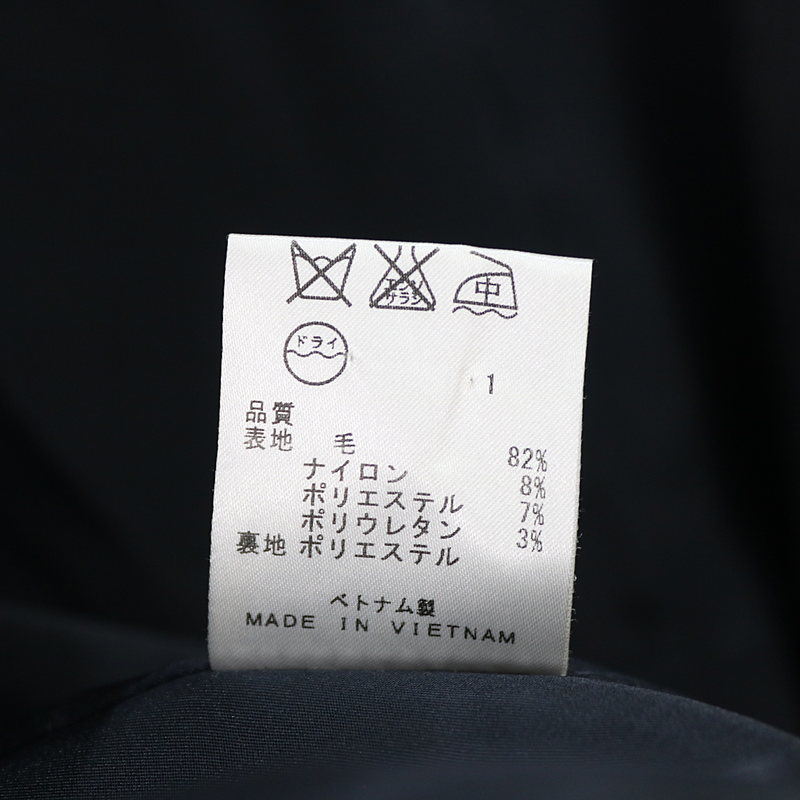 エンソ
サラシ
中
ドライ
1
品質
表地 毛 82%
ナイロン 8%
ポリエステル 7%
ポリウレタン 3%
裏地 ポリエステル
ベトナム製
MADE IN VIETNAM